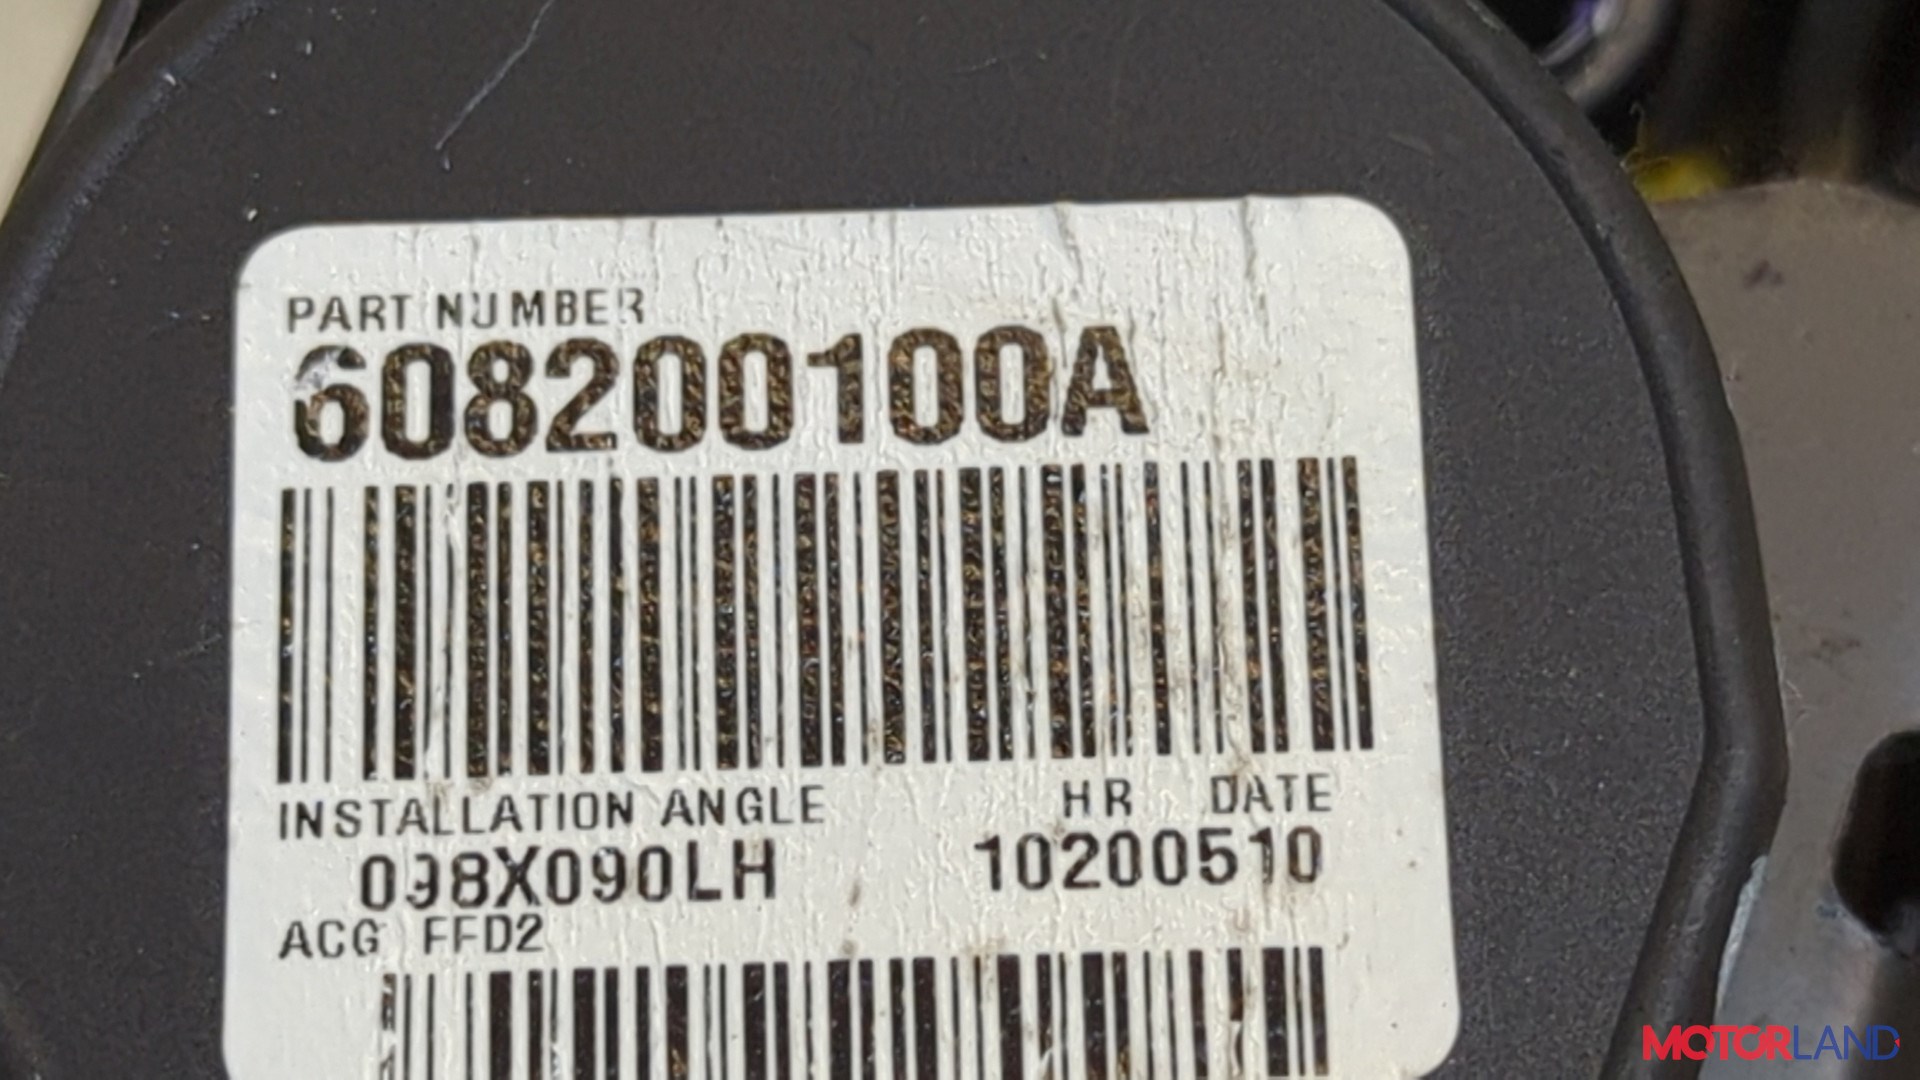 PART NUMBER
608200100A
INSTALLATION ANGLE HR DATE
098X090LH 10200510
ACG FFD2
MOTORLAND